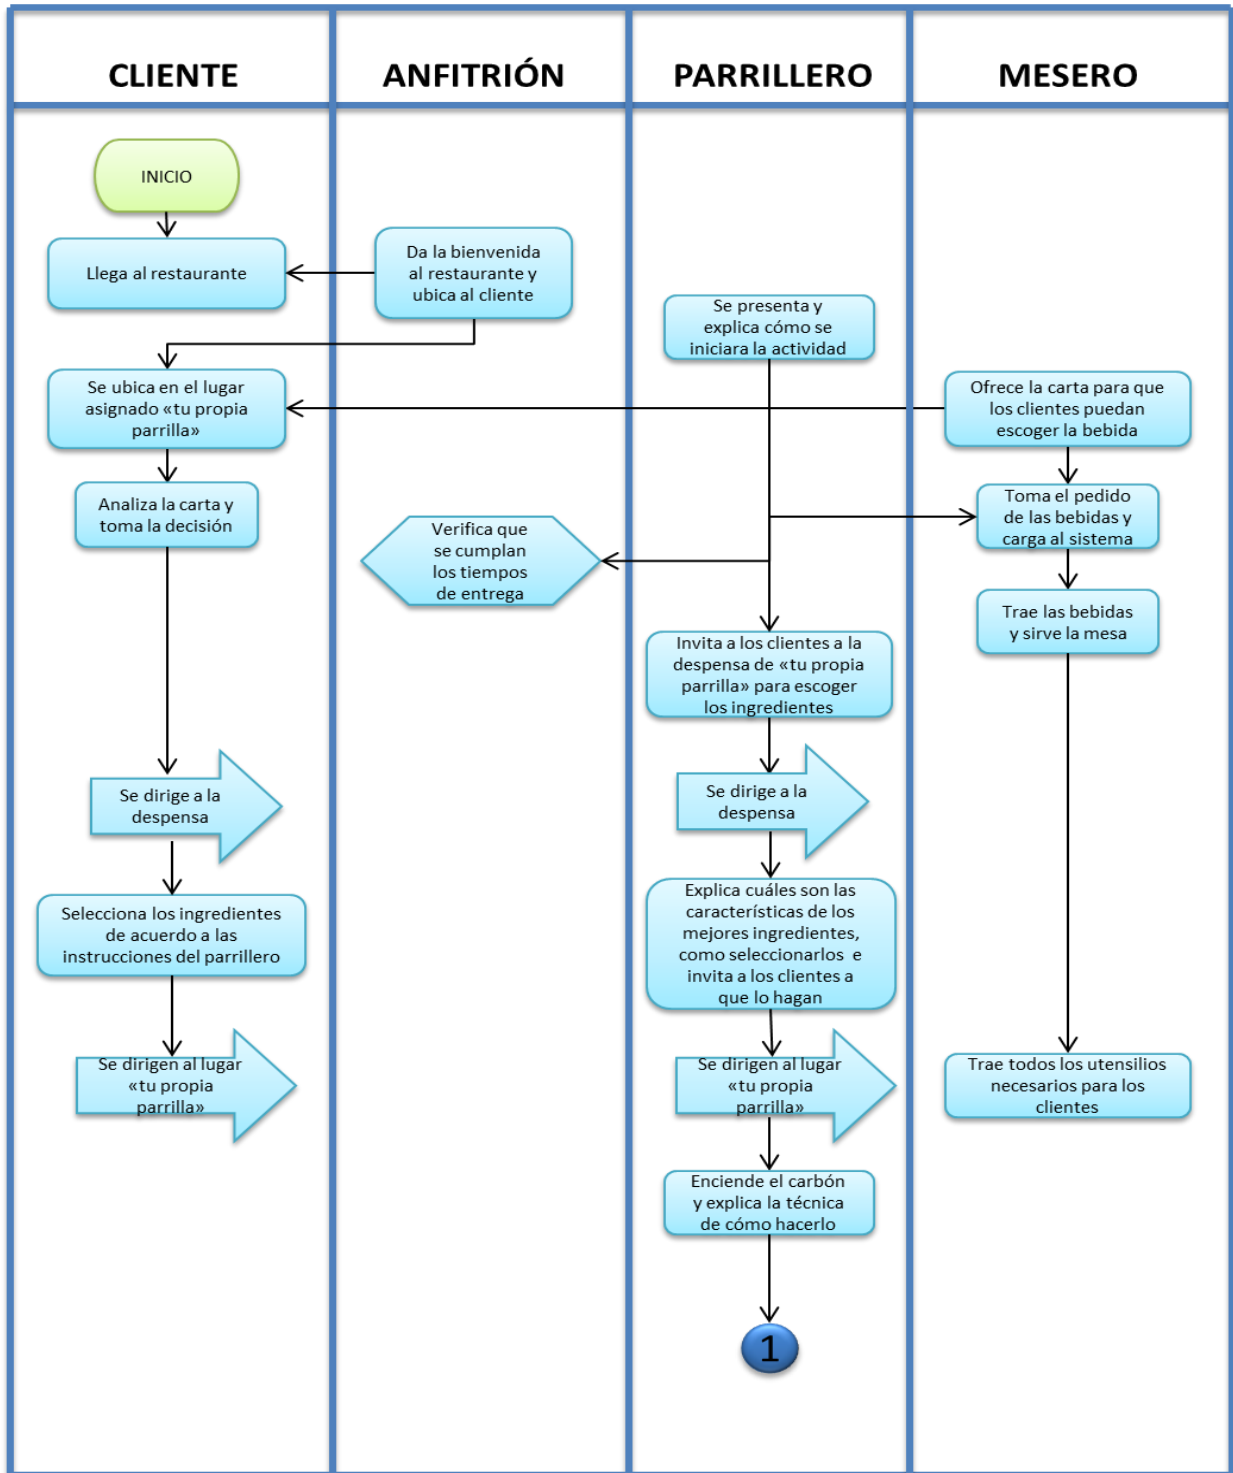 CLIENTE
ANFITRIÓN
PARRILLERO
MESERO
INICIO
Llega al restaurante
Da la bienvenida
al restaurante y
ubica al cliente
Se presenta y
explica cómo se
iniciara la actividad
Se ubica en el lugar
asignado «tu propia
parrilla»
Ofrece la carta para que
los clientes puedan
escoger la bebida
Analiza la carta y
toma la decisión
Verifica que
se cumplan
los tiempos
de entrega
Toma el pedido
de las bebidas y
carga al sistema
Trae las bebidas
y sirve la mesa
Invita a los clientes a la
despensa de «tu propia
parrilla» para escoger
los ingredientes
Se dirige a la
despensa
Se dirige a la
despensa
Selecciona los ingredientes
de acuerdo a las
instrucciones del parrillero
Explica cuáles son las
características de los
mejores ingredientes,
como seleccionarlos e
invita a los clientes a
que lo hagan
Se dirigen al lugar
«tu propia
parrilla»
Se dirigen al lugar
«tu propia
parrilla»
Trae todos los utensilios
necesarios para los
clientes
Enciende el carbón
y explica la técnica
de cómo hacerlo
1